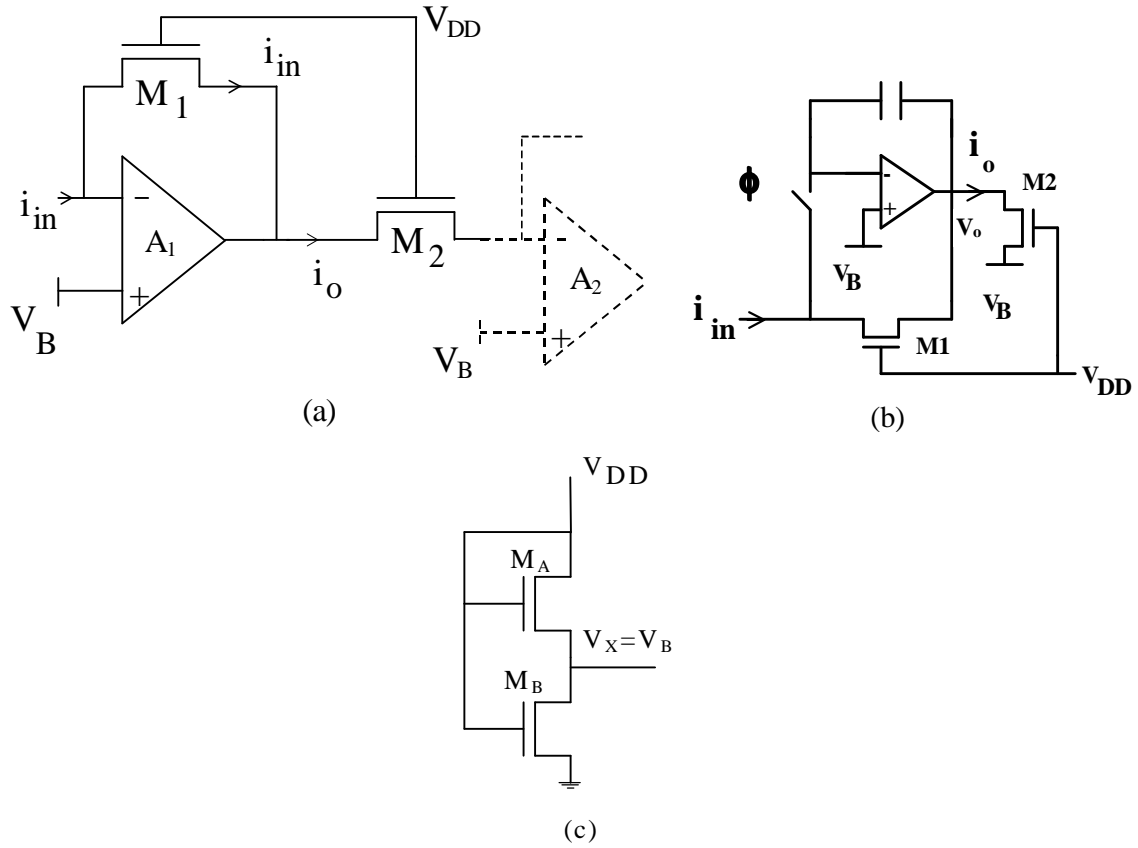 V_DD
i_in
M_1
i_in
A_1
-
+
V_B
i_o
M_2
A_2
-
+
V_B
(a)
ϕ
i_o
M2
-
+
V_o
V_B
V_B
i_in
M1
V_DD
(b)
V_DD
M_A
V_X=V_B
M_B
(c)